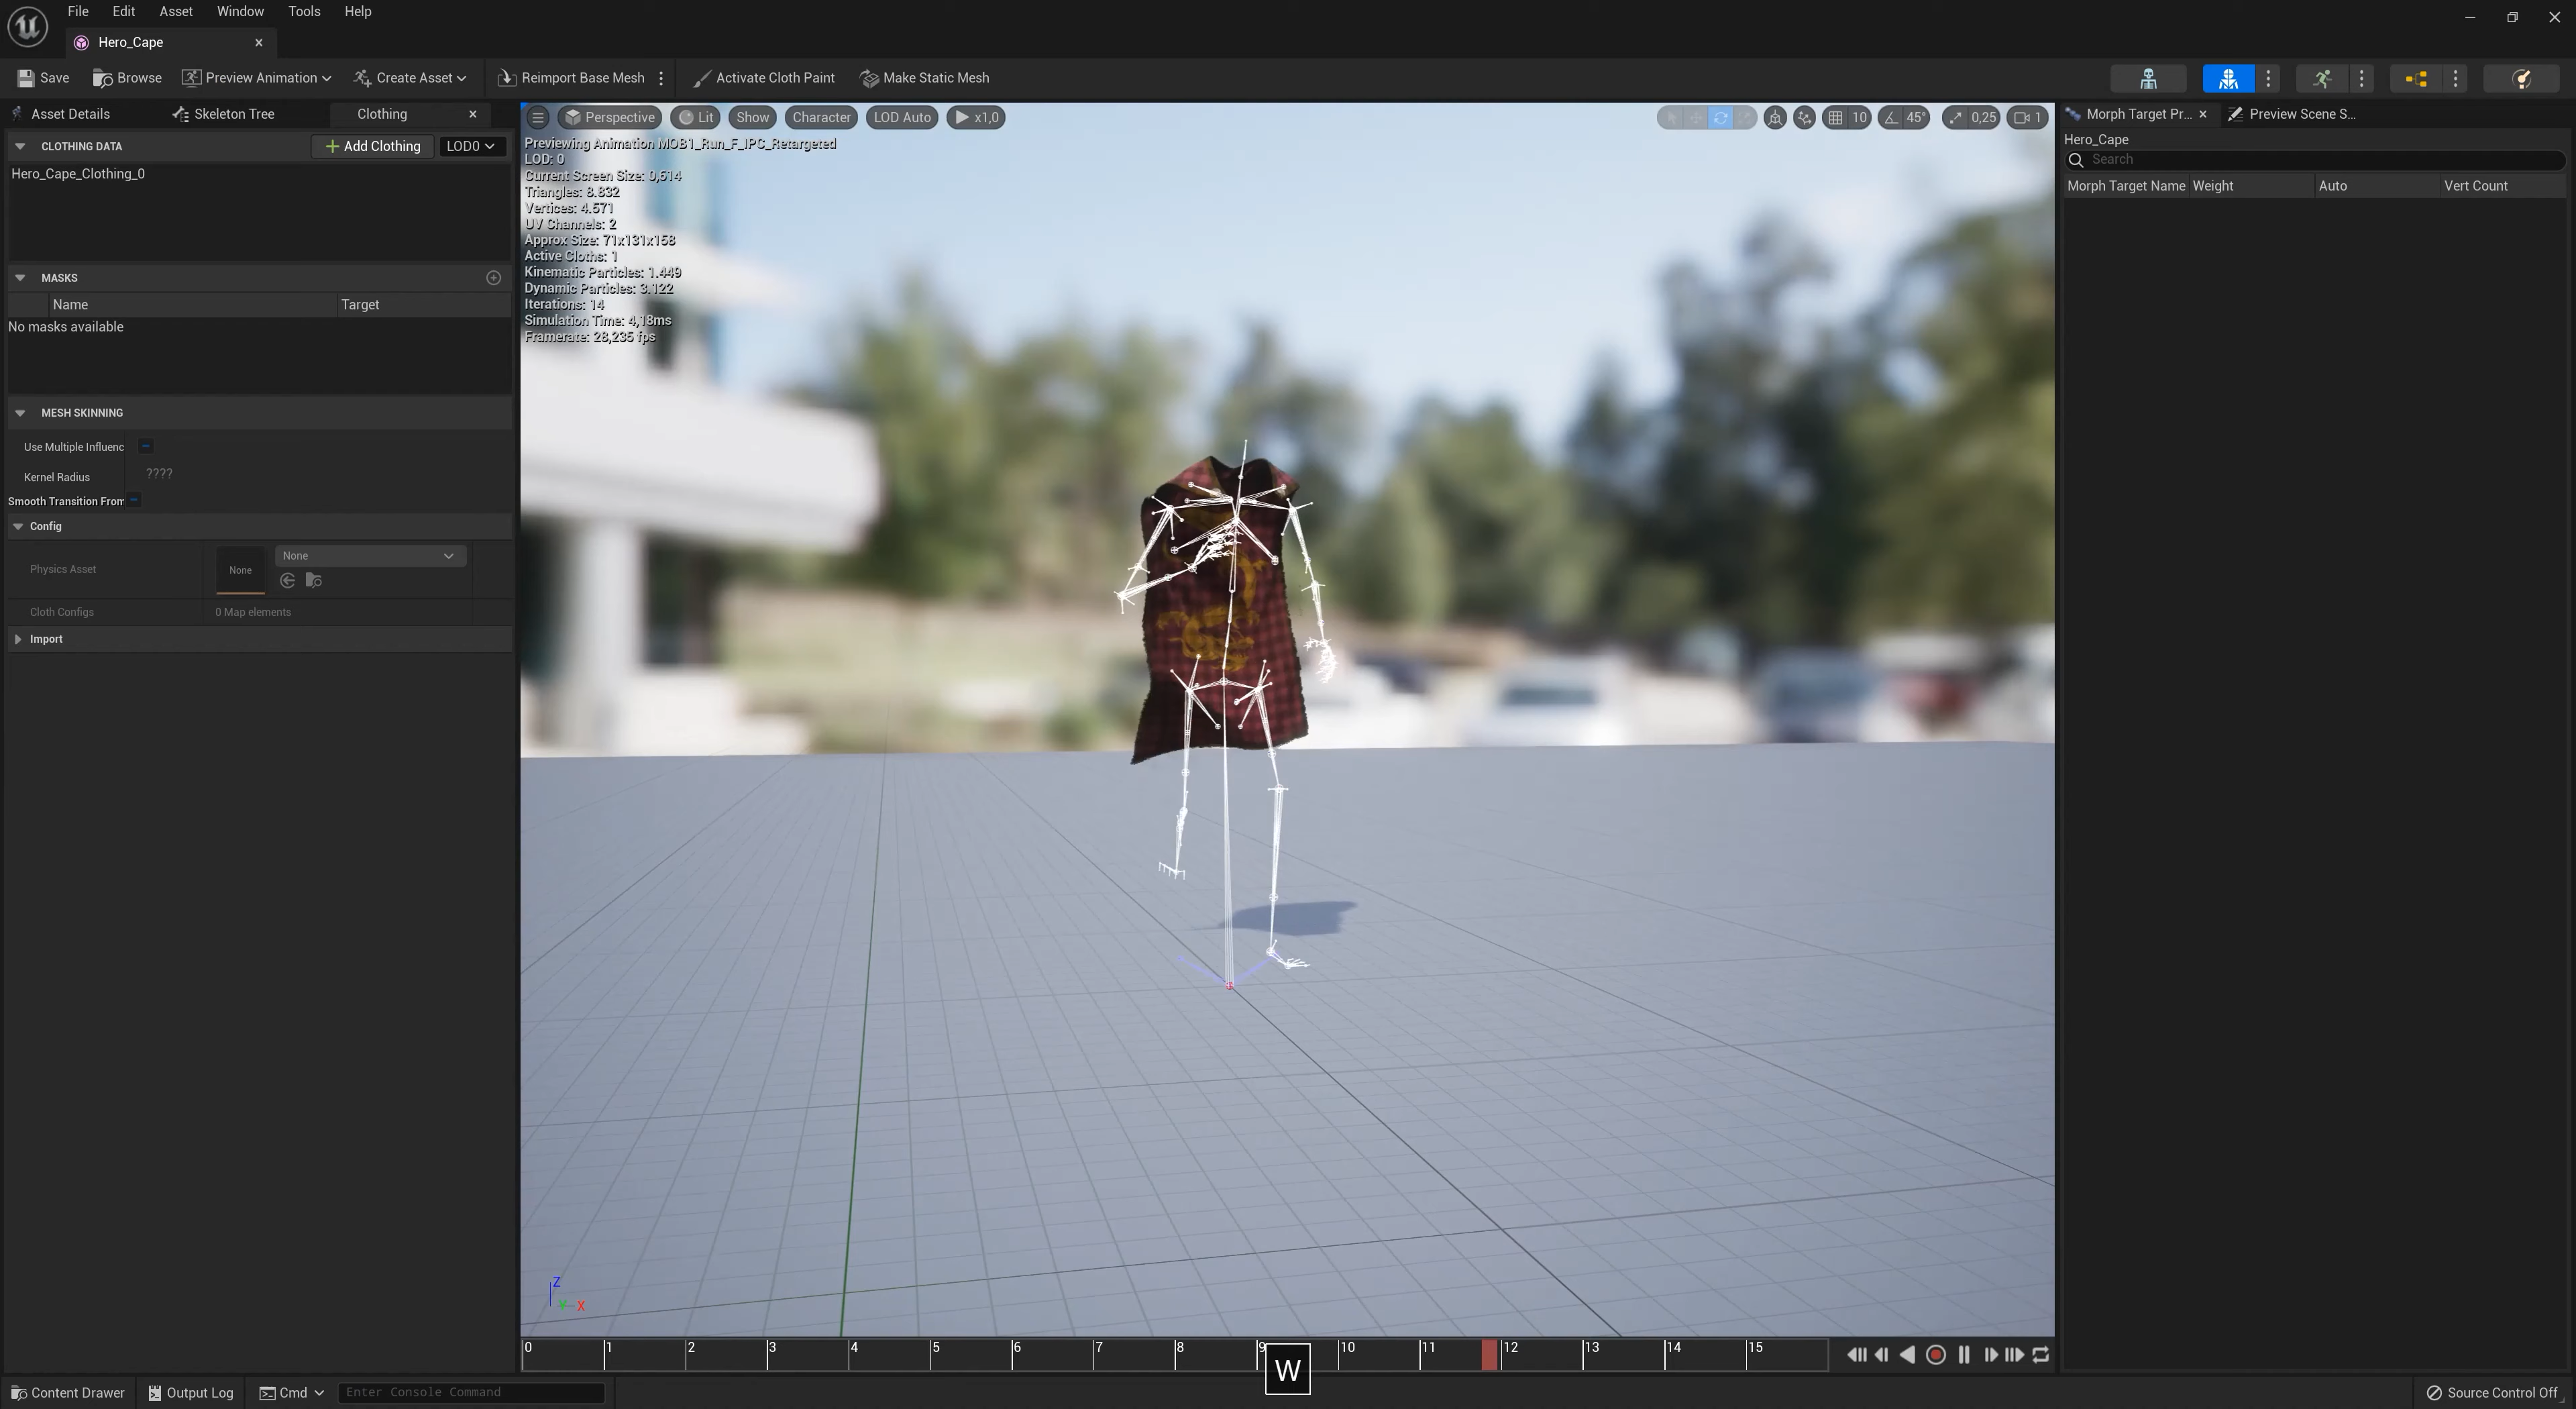 File Edit Asset Window Tools Help
Hero_Cape
Save Browse Preview Animation Create Asset Reimport Base Mesh Activate Cloth Paint Make Static Mesh
Asset Details Skeleton Tree Clothing
CLOTHING DATA Add Clothing LOD0
Hero_Cape_Clothing_0
MASKS
Name Target
No masks available
MESH SKINNING
Use Multiple Influenc
Kernel Radius ????
Smooth Transition From
Config
Physics Asset None None
Cloth Configs 0 Map elements
Import
Perspective Lit Show Character LOD Auto x1,0
10 45° 0,25 1
Previewing Animation MOB1_Run_F_IPC_Retargeted
LOD: 0
Current Screen Size: 0,614
Triangles: 8.832
Vertices: 4.571
UV Channels: 2
Approx Size: 71x131x158
Active Cloths: 1
Kinematic Particles: 1.449
Dynamic Particles: 3.122
Iterations: 14
Simulation Time: 4,18ms
Framerate: 28,235 fps
Z
Y X
0 1 2 3 4 5 6 7 8 9 10 11 12 13 14 15
W
Morph Target Pr... Preview Scene S...
Hero_Cape
Search
Morph Target Name Weight Auto Vert Count
Content Drawer Output Log Cmd Enter Console Command
Source Control Off